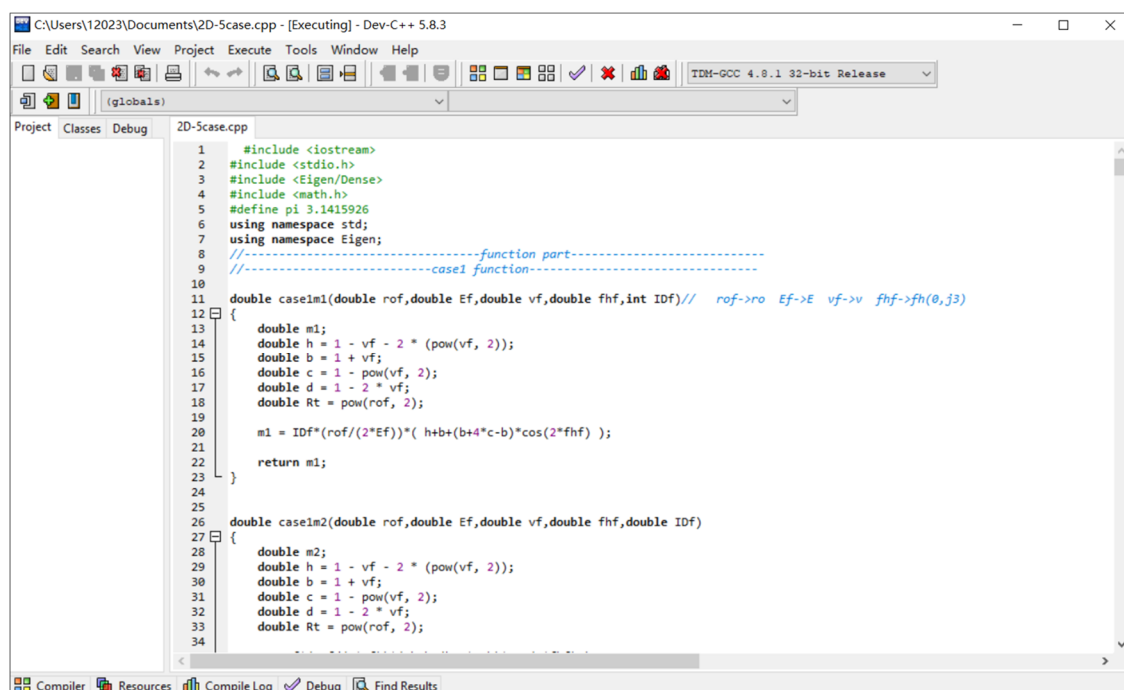 C:\Users\12023\Documents\2D-5case.cpp - [Executing] - Dev-C++ 5.8.3
File Edit Search View Project Execute Tools Window Help
TDM-GCC 4.8.1 32-bit Release
(globals)
Project Classes Debug 2D-5case.cpp
1 #include <iostream>
2 #include <stdio.h>
3 #include <Eigen/Dense>
4 #include <math.h>
5 #define pi 3.1415926
6 using namespace std;
7 using namespace Eigen;
8 //----------------------------------function part----------------------------
9 //---------------------------case1 function---------------------------------
10
11 double case1m1(double rof,double Ef,double vf,double fhf,int IDf)// rof->ro Ef->E vf->v fhf->fh(0,j3)
12 {
13 double m1;
14 double h = 1 - vf - 2 * (pow(vf, 2));
15 double b = 1 + vf;
16 double c = 1 - pow(vf, 2);
17 double d = 1 - 2 * vf;
18 double Rt = pow(rof, 2);
19
20 m1 = IDf*(rof/(2*Ef))*( h+b+(b+4*c-b)*cos(2*fhf) );
21
22 return m1;
23 }
24
25
26 double case1m2(double rof,double Ef,double vf,double fhf,double IDf)
27 {
28 double m2;
29 double h = 1 - vf - 2 * (pow(vf, 2));
30 double b = 1 + vf;
31 double c = 1 - pow(vf, 2);
32 double d = 1 - 2 * vf;
33 double Rt = pow(rof, 2);
34
Compiler Resources Compile Log Debug Find Results